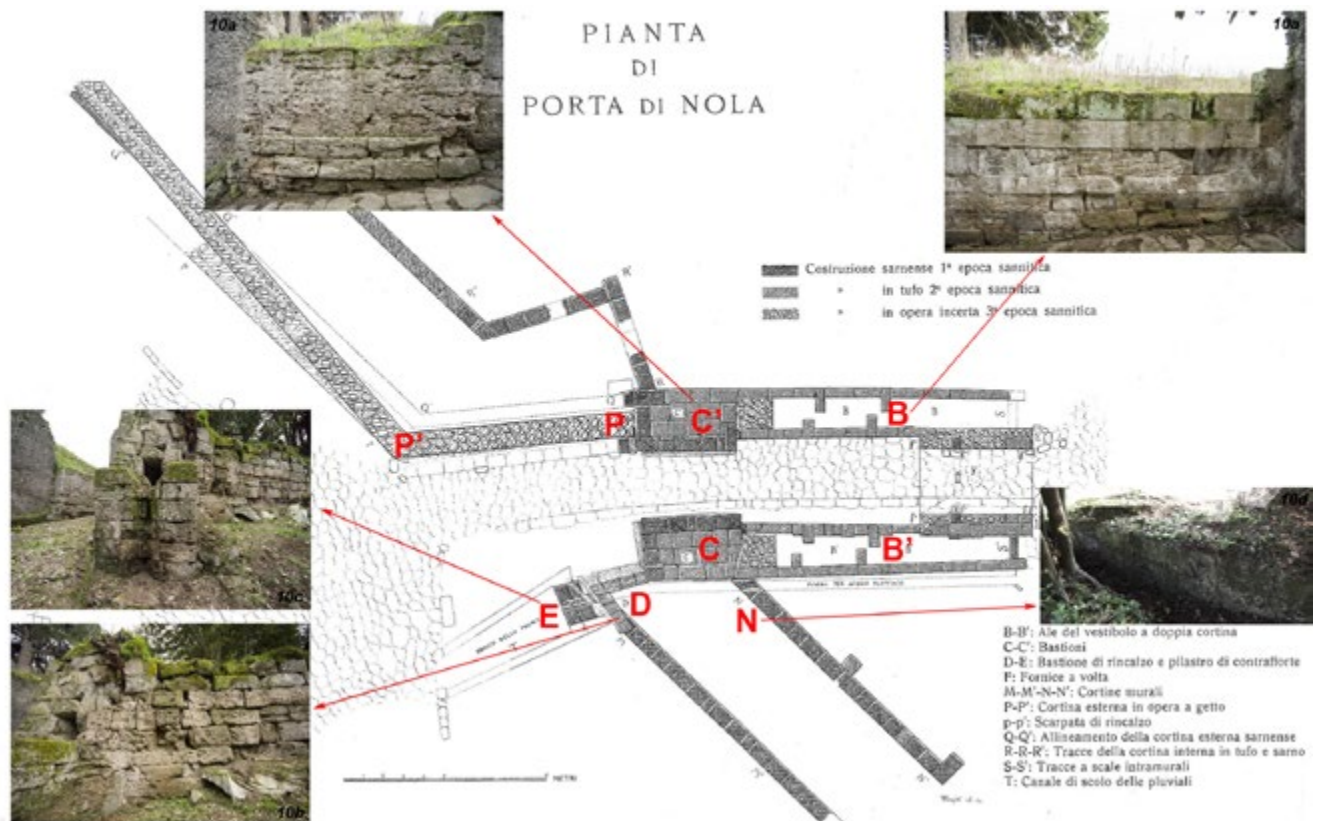 10a
PIANTA
DI
PORTA DI NOLA
10a
Costruzione sarnense 1ª epoca sannitica
" in tufo 2ª epoca sannitica
" in opera incerta 3ª epoca sannitica
P'
P
C'
B
C
B'
10c
E
D
N
10d
10b
METRI
B-B': Ale del vestibolo a doppia cortina
C-C': Bastioni
D-E: Bastione di rincalzo e pilastro di contrafforte
F: Fornice a volta
M-M'-N-N': Cortine murali
P-P': Cortina esterna in opera a getto
p-p': Scarpata di rincalzo
Q-Q': Allineamento della cortina esterna sarnense
R-R-R': Tracce della cortina interna in tufo e sarno
S-S': Tracce a scale intramurali
T: Canale di scolo delle pluviali